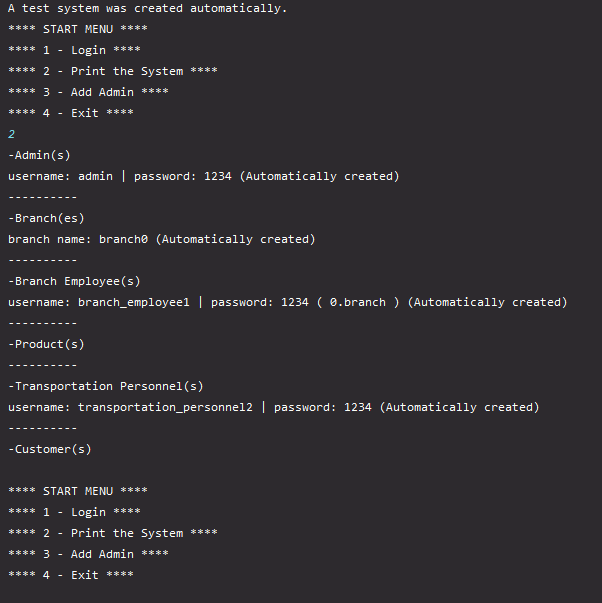 A test system was created automatically.
**** START MENU ****
**** 1 - Login ****
**** 2 - Print the System ****
**** 3 - Add Admin ****
**** 4 - Exit ****
2
-Admin(s)
username: admin | password: 1234 (Automatically created)
----------
-Branch(es)
branch name: branch0 (Automatically created)
----------
-Branch Employee(s)
username: branch_employee1 | password: 1234 ( 0.branch ) (Automatically created)
----------
-Product(s)
----------
-Transportation Personnel(s)
username: transportation_personnel2 | password: 1234 (Automatically created)
----------
-Customer(s)
**** START MENU ****
**** 1 - Login ****
**** 2 - Print the System ****
**** 3 - Add Admin ****
**** 4 - Exit ****